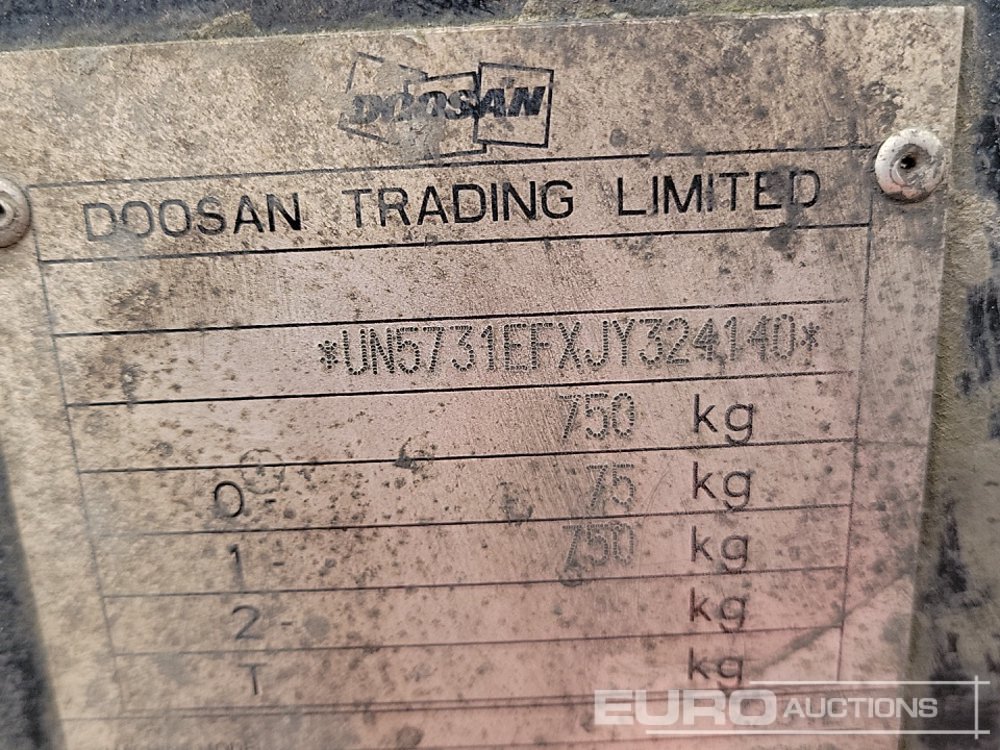 DOOSAN
DOOSAN TRADING LIMITED
*UN5731EFXJY324140*
750 kg
0- 75 kg
1- 750 kg
2- kg
T kg
EURO AUCTIONS